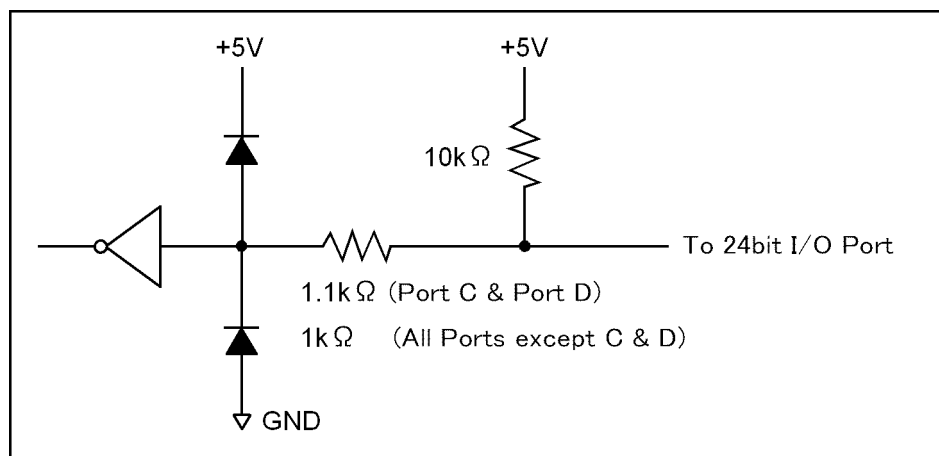 +5V
+5V
10kΩ
To 24bit I/O Port
1.1kΩ (Port C & Port D)
1kΩ (All Ports except C & D)
GND